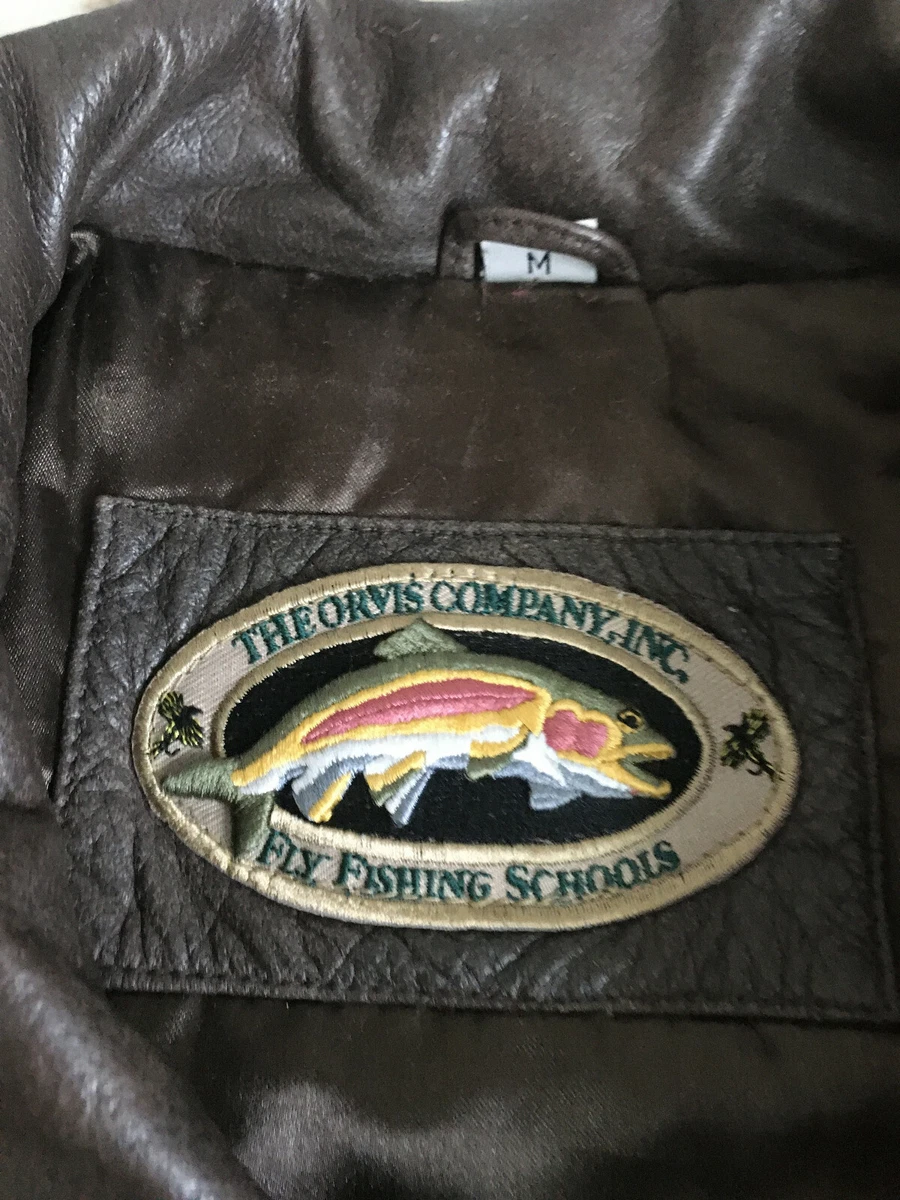 M
THE ORVIS COMPANY, INC.
FLY FISHING SCHOOLS